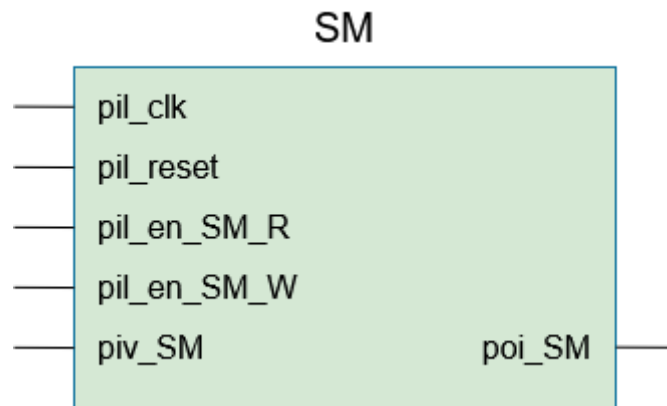 SM
pil_clk
pil_reset
pil_en_SM_R
pil_en_SM_W
piv_SM poi_SM